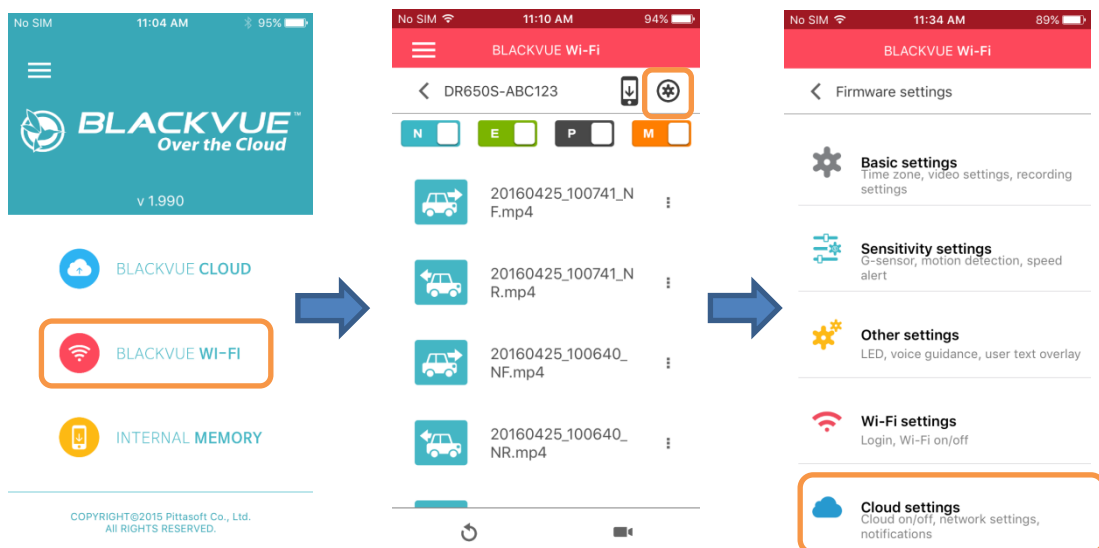 No SIM 11:04 AM 95%
BLACKVUE™
Over the Cloud
v 1.990
BLACKVUE CLOUD
BLACKVUE WI-FI
INTERNAL MEMORY
COPYRIGHT©2015 Pittasoft Co., Ltd.
All RIGHTS RESERVED.
No SIM 11:10 AM 94%
BLACKVUE Wi-Fi
DR650S-ABC123
N E P M
20160425_100741_N
F.mp4
20160425_100741_N
R.mp4
20160425_100640_
NF.mp4
20160425_100640_
NR.mp4
No SIM 11:34 AM 89%
BLACKVUE Wi-Fi
Firmware settings
Basic settings
Time zone, video settings, recording
settings
Sensitivity settings
G-sensor, motion detection, speed
alert
Other settings
LED, voice guidance, user text overlay
Wi-Fi settings
Login, Wi-Fi on/off
Cloud settings
Cloud on/off, network settings,
notifications